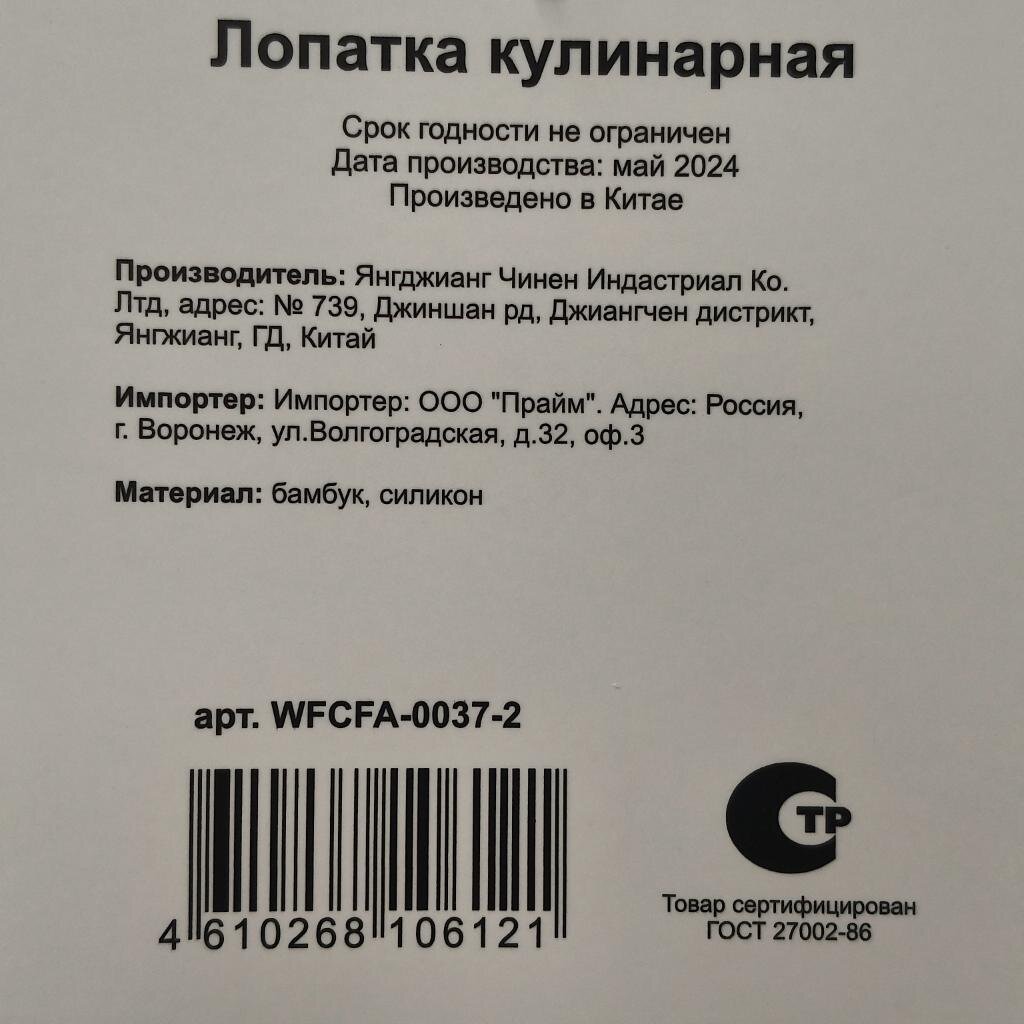 Лопатка кулинарная
Срок годности не ограничен
Дата производства: май 2024
Произведено в Китае
Производитель: Янгджианг Чинен Индастриал Ко.
Лтд, адрес: № 739, Джиншан рд, Джиангчен дистрикт,
Янгжианг, ГД, Китай
Импортер: Импортер: ООО "Прайм". Адрес: Россия,
г. Воронеж, ул.Волгоградская, д.32, оф.3
Материал: бамбук, силикон
арт. WFCFA-0037-2
4 610268 106121
СТР
Товар сертифицирован
ГОСТ 27002-86